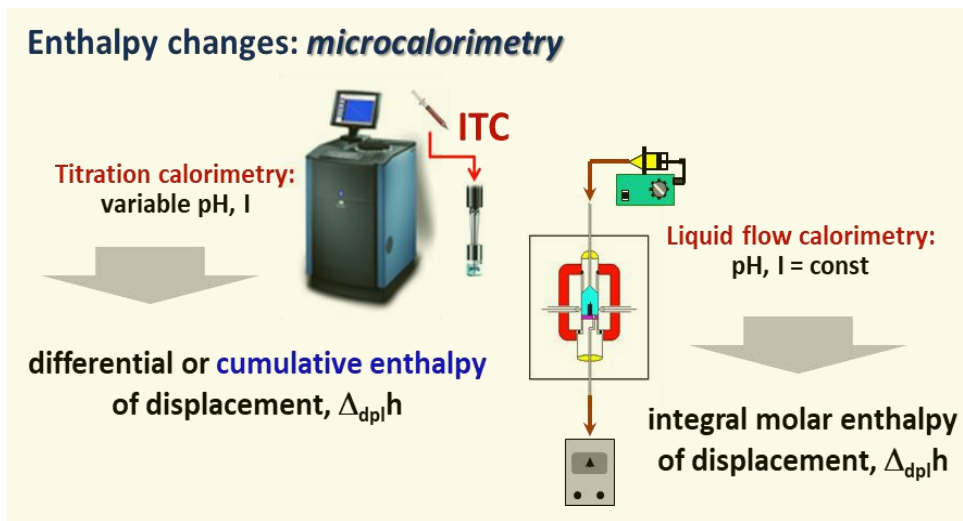 Enthalpy changes: microcalorimetry
ITC
Titration calorimetry:
variable pH, I
differential or cumulative enthalpy
of displacement, Δdplh
Liquid flow calorimetry:
pH, I = const
integral molar enthalpy
of displacement, Δdplh